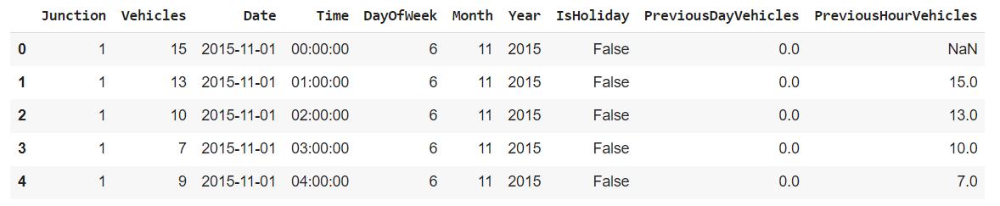 Junction Vehicles Date Time DayOfWeek Month Year IsHoliday PreviousDayVehicles PreviousHourVehicles
0 1 15 2015-11-01 00:00:00 6 11 2015 False 0.0 NaN
1 1 13 2015-11-01 01:00:00 6 11 2015 False 0.0 15.0
2 1 10 2015-11-01 02:00:00 6 11 2015 False 0.0 13.0
3 1 7 2015-11-01 03:00:00 6 11 2015 False 0.0 10.0
4 1 9 2015-11-01 04:00:00 6 11 2015 False 0.0 7.0